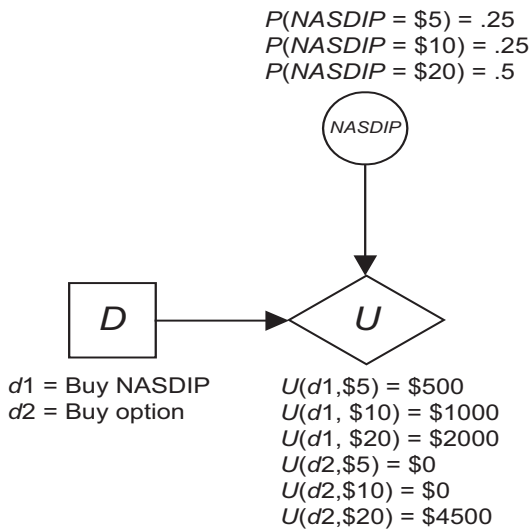 P(NASDIP = $5) = .25
P(NASDIP = $10) = .25
P(NASDIP = $20) = .5
NASDIP
D
U
d1 = Buy NASDIP
d2 = Buy option
U(d1,$5) = $500
U(d1, $10) = $1000
U(d1, $20) = $2000
U(d2,$5) = $0
U(d2,$10) = $0
U(d2,$20) = $4500